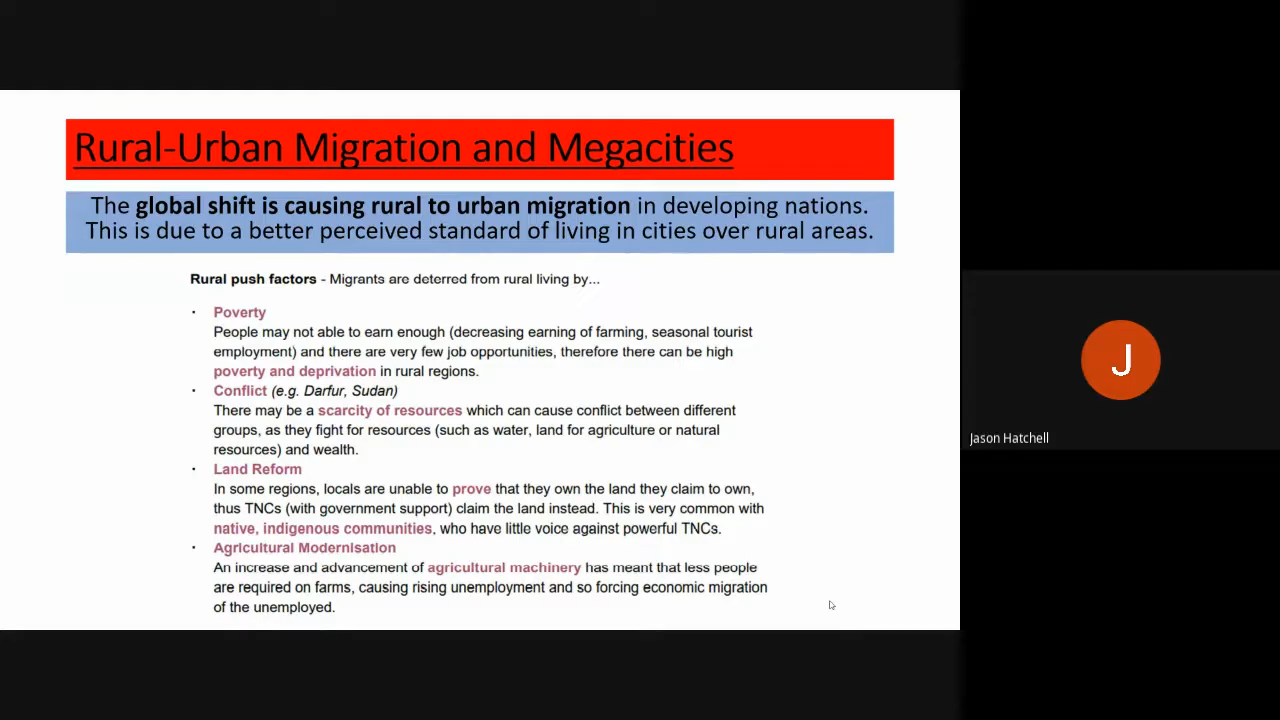 Rural-Urban Migration and Megacities
The global shift is causing rural to urban migration in developing nations.
This is due to a better perceived standard of living in cities over rural areas.
Rural push factors - Migrants are deterred from rural living by...
· Poverty
People may not able to earn enough (decreasing earning of farming, seasonal tourist
employment) and there are very few job opportunities, therefore there can be high
poverty and deprivation in rural regions.
· Conflict (e.g. Darfur, Sudan)
There may be a scarcity of resources which can cause conflict between different
groups, as they fight for resources (such as water, land for agriculture or natural
resources) and wealth.
· Land Reform
In some regions, locals are unable to prove that they own the land they claim to own,
thus TNCs (with government support) claim the land instead. This is very common with
native, indigenous communities, who have little voice against powerful TNCs.
· Agricultural Modernisation
An increase and advancement of agricultural machinery has meant that less people
are required on farms, causing rising unemployment and so forcing economic migration
of the unemployed.
J
Jason Hatchell